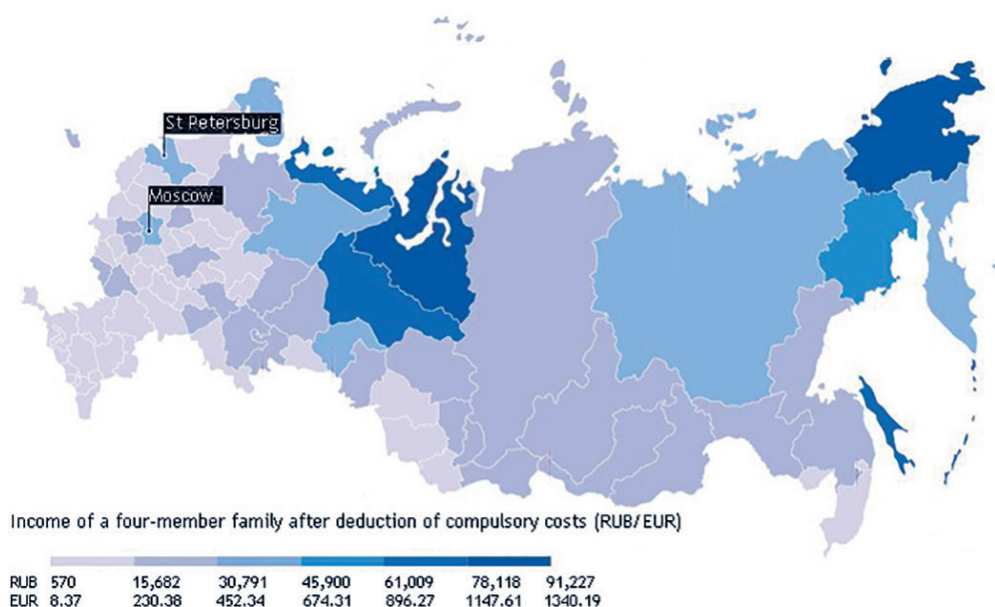 St Petersburg
Moscow
Income of a four-member family after deduction of compulsory costs (RUB/EUR)
RUB 570 15,682 30,791 45,900 61,009 78,118 91,227
EUR 8.37 230.38 452.34 674.31 896.27 1147.61 1340.19